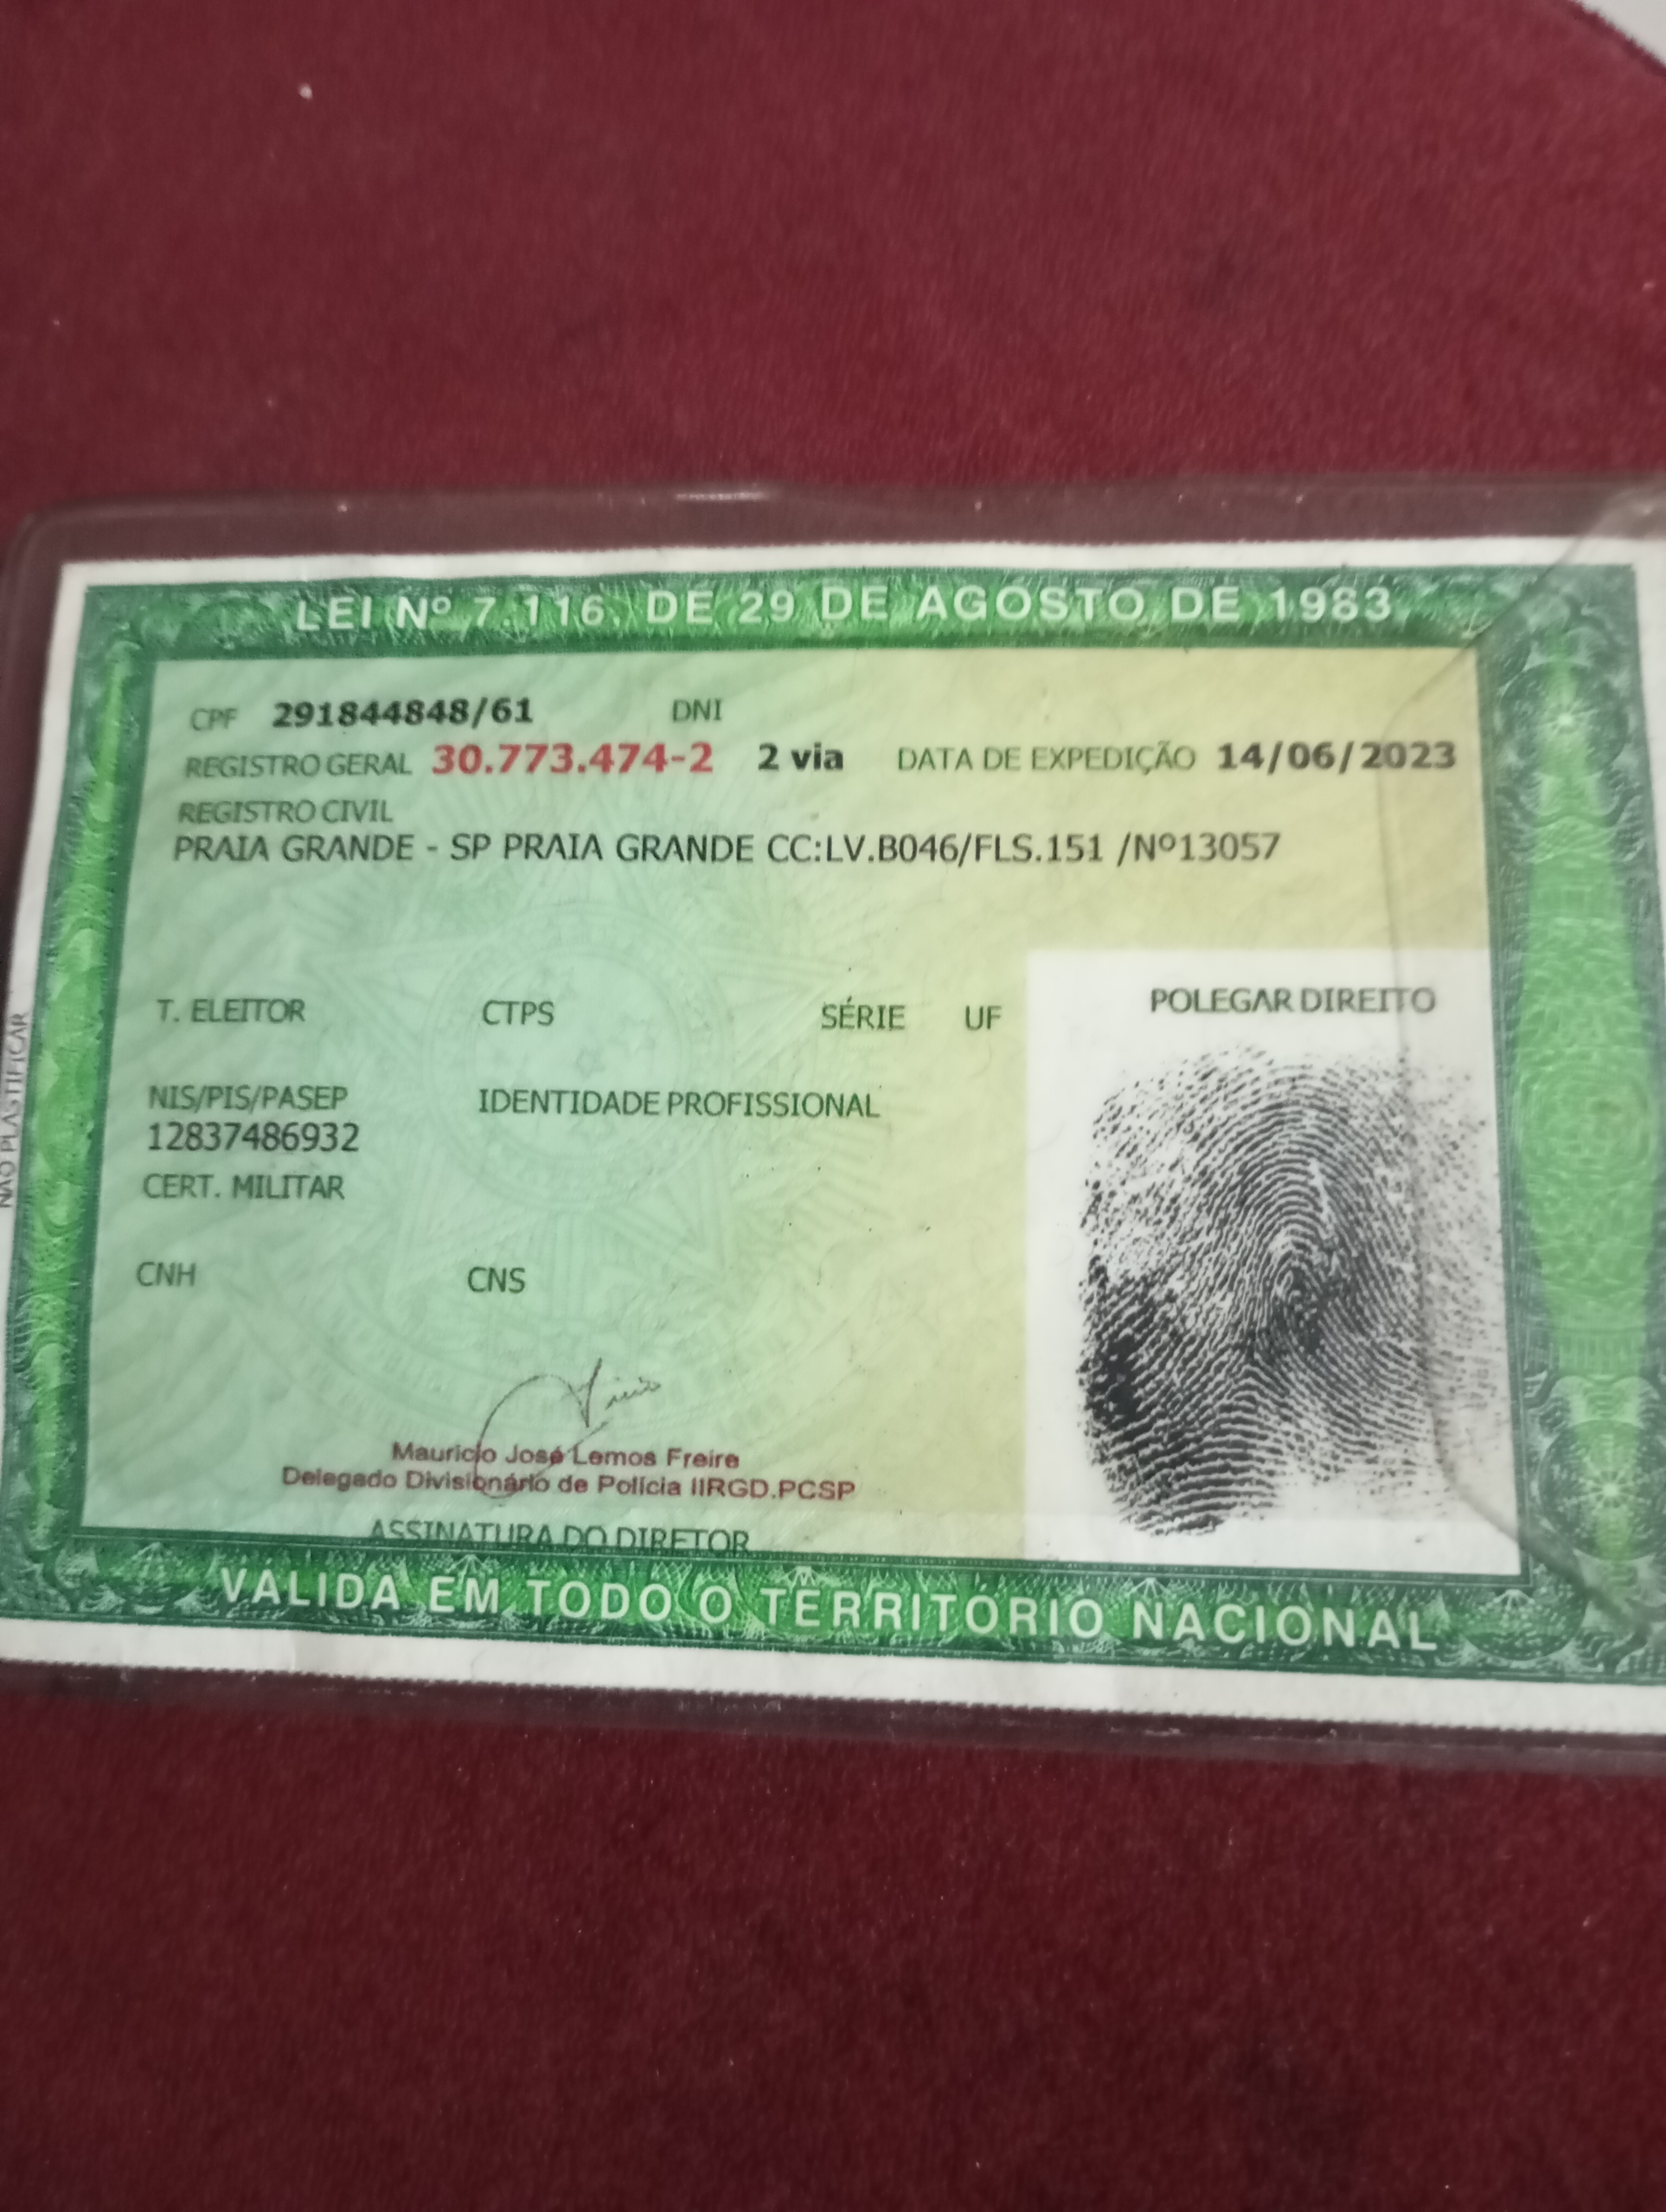 LEI Nº 7.116, DE 29 DE AGOSTO DE 1983
CPF 291844848/61 DNI
REGISTRO GERAL 30.773.474-2 2 via DATA DE EXPEDIÇÃO 14/06/2023
REGISTRO CIVIL
PRAIA GRANDE - SP PRAIA GRANDE CC:LV.B046/FLS.151 /Nº13057
T. ELEITOR CTPS SÉRIE UF
POLEGAR DIREITO
NIS/PIS/PASEP IDENTIDADE PROFISSIONAL
12837486932
CERT. MILITAR
CNH CNS
Mauricio José Lemos Freire
Delegado Divisionário de Polícia IIRGD.PCSP
ASSINATURA DO DIRETOR
VÁLIDA EM TODO O TERRITÓRIO NACIONAL
NÃO PLASTIFICAR